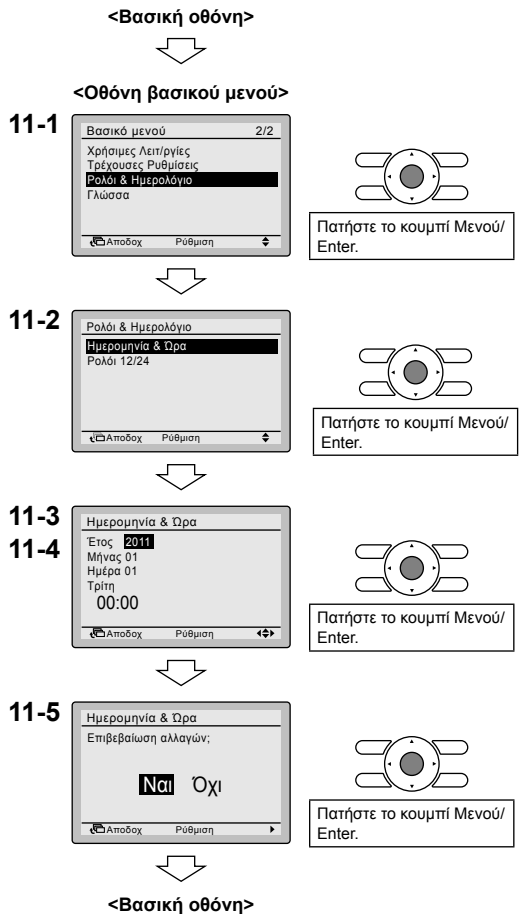 <Βασική οθόνη>
<Οθόνη βασικού μενού>
11-1
Βασικό μενού 2/2
Χρήσιμες Λειτ/ργίες
Τρέχουσες Ρυθμίσεις
Ρολόι & Ημερολόγιο
Γλώσσα
Αποδοχ Ρύθμιση
Πατήστε το κουμπί Μενού/
Enter.
11-2
Ρολόι & Ημερολόγιο
Ημερομηνία & Ώρα
Ρολόι 12/24
Αποδοχ Ρύθμιση
Πατήστε το κουμπί Μενού/
Enter.
11-3
11-4
Ημερομηνία & Ώρα
Έτος 2011
Μήνας 01
Ημέρα 01
Τρίτη
00:00
Αποδοχ Ρύθμιση
Πατήστε το κουμπί Μενού/
Enter.
11-5
Ημερομηνία & Ώρα
Επιβεβαίωση αλλαγών;
Ναι Όχι
Αποδοχ Ρύθμιση
Πατήστε το κουμπί Μενού/
Enter.
<Βασική οθόνη>